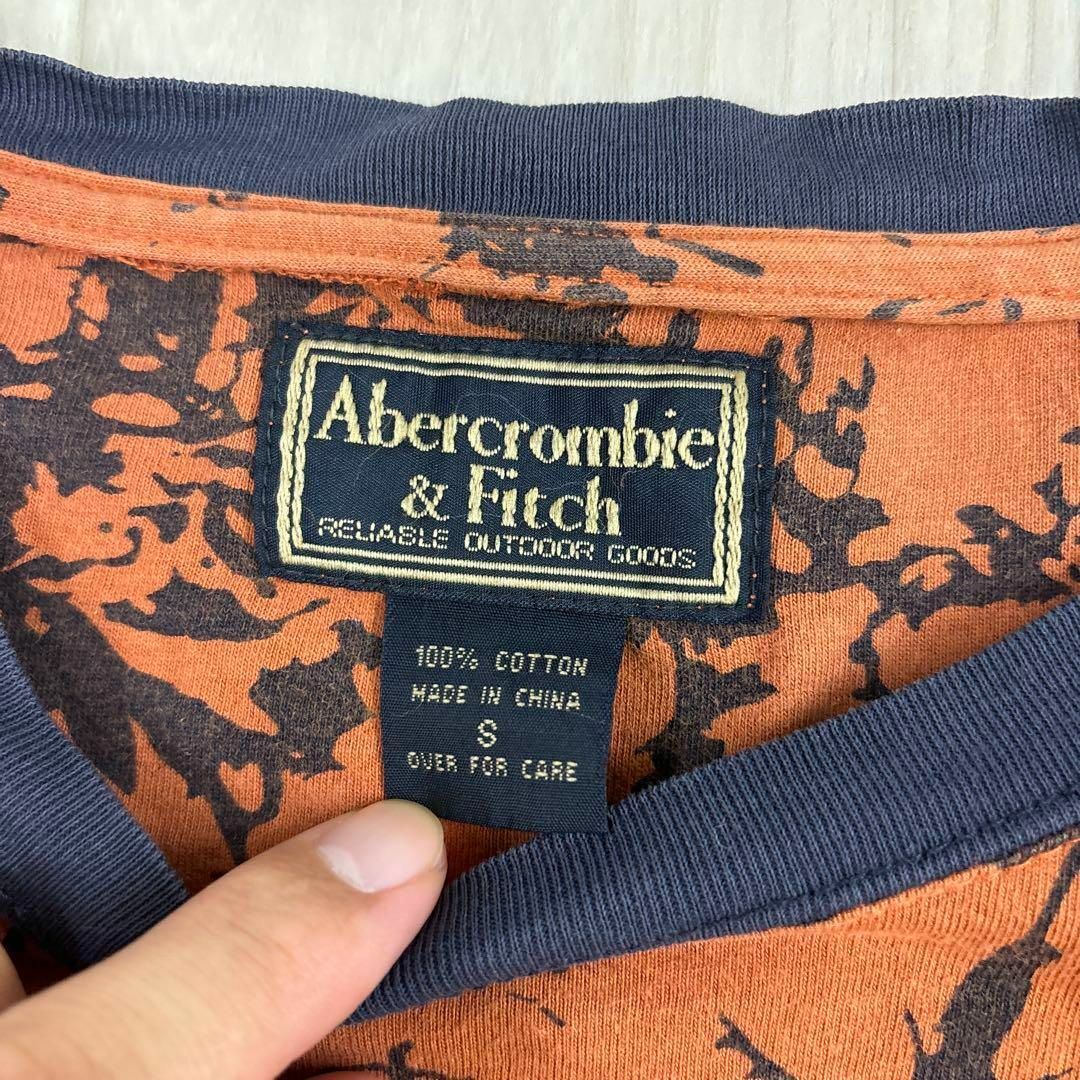 Abercrombie
& Fitch
RELIABLE OUTDOOR GOODS
100% COTTON
MADE IN CHINA
S
OVER FOR CARE